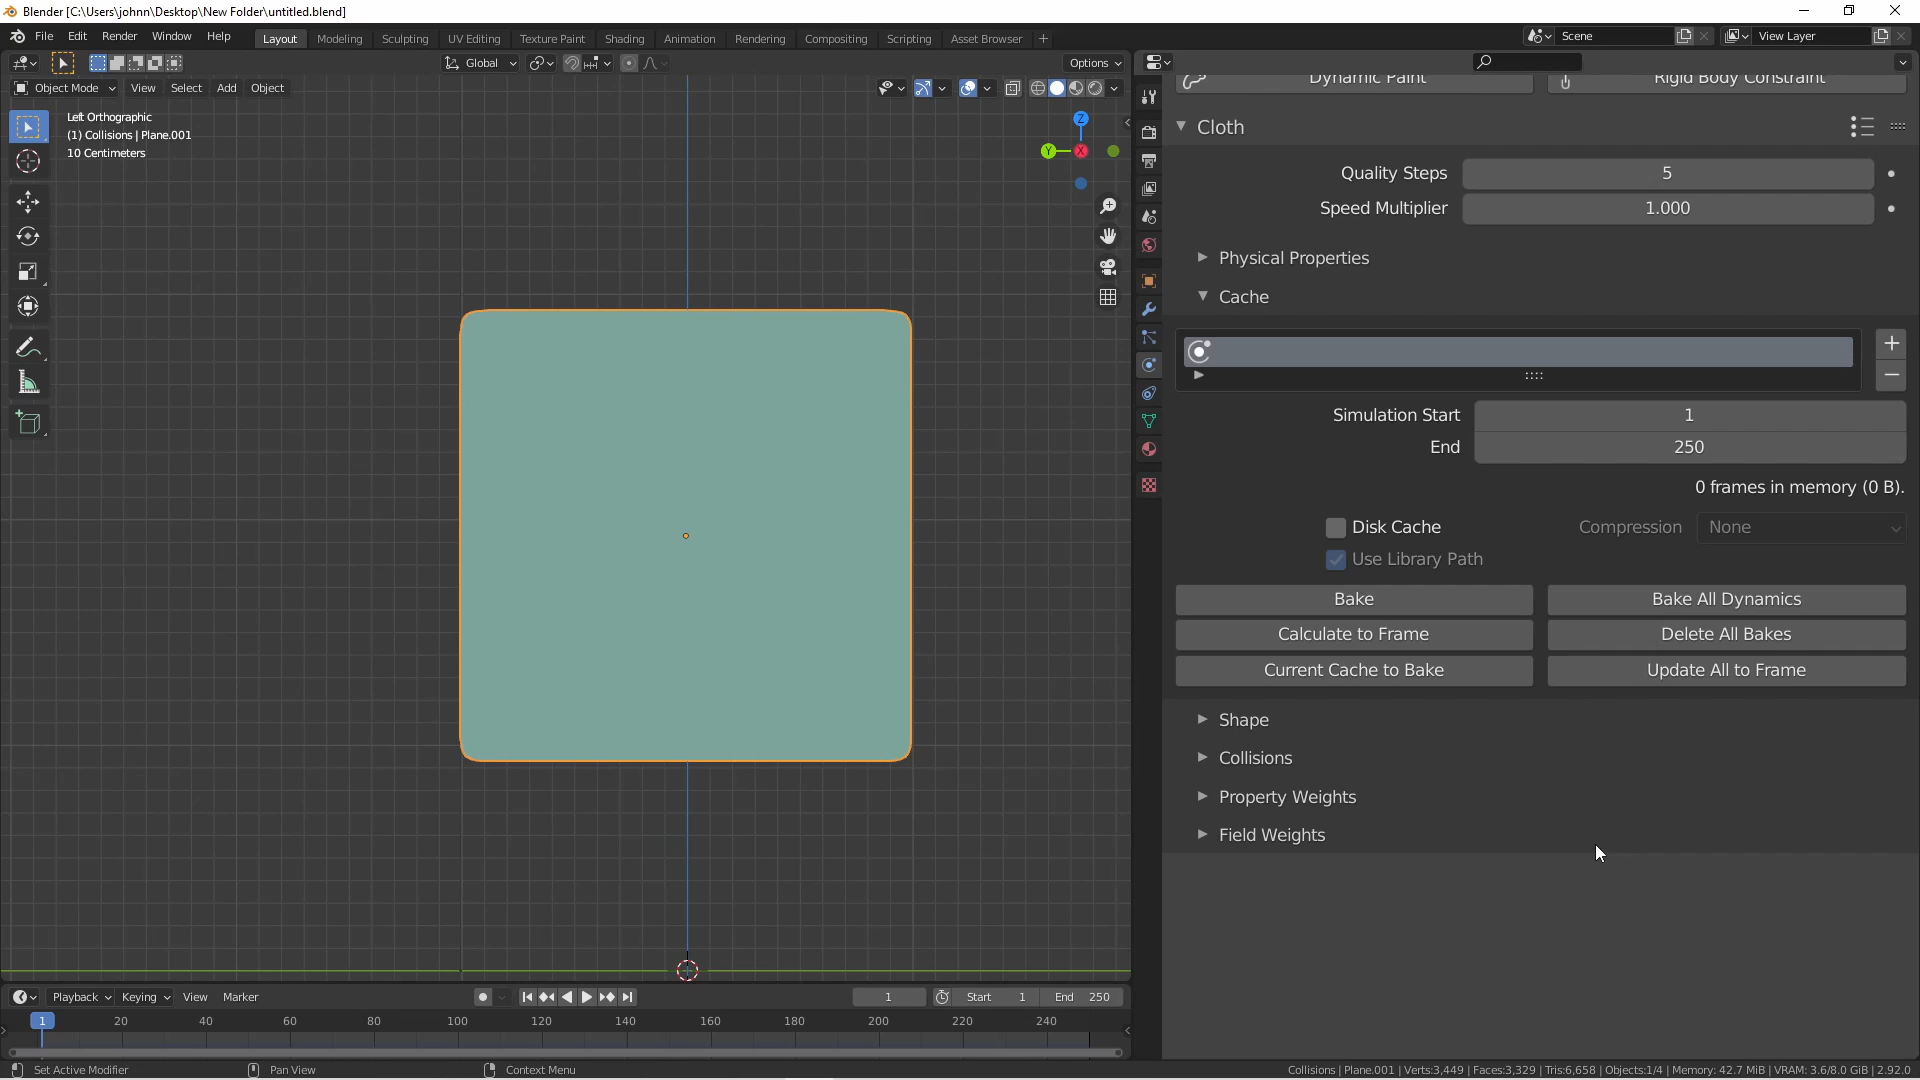 Blender [C:\Users\johnn\Desktop\New Folder\untitled.blend]
File Edit Render Window Help Layout Modeling Sculpting UV Editing Texture Paint Shading Animation Rendering Compositing Scripting Asset Browser + Scene View Layer
Global Options
Object Mode View Select Add Object
Left Orthographic
(1) Collisions | Plane.001
10 Centimeters
Z
Y X
Dynamic Paint Rigid Body Constraint
Cloth
Quality Steps 5
Speed Multiplier 1.000
Physical Properties
Cache
Simulation Start 1
End 250
0 frames in memory (0 B).
Disk Cache Compression None
Use Library Path
Bake Bake All Dynamics
Calculate to Frame Delete All Bakes
Current Cache to Bake Update All to Frame
Shape
Collisions
Property Weights
Field Weights
Playback Keying View Marker 1 Start 1 End 250
1 20 40 60 80 100 120 140 160 180 200 220 240
Set Active Modifier Pan View Context Menu Collisions | Plane.001 | Verts:3,449 | Faces:3,329 | Tris:6,658 | Objects:1/4 | Memory: 42.7 MiB | VRAM: 3.6/8.0 GiB | 2.92.0